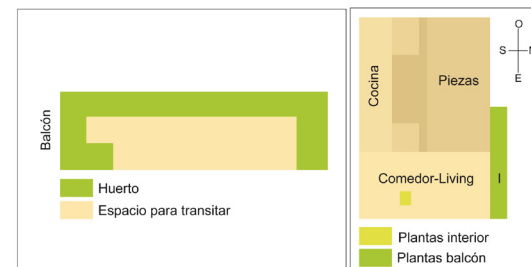 Balcón
Huerto
Espacio para transitar
O
S
N
E
Cocina
Piezas
Comedor-Living
I
Plantas interior
Plantas balcón